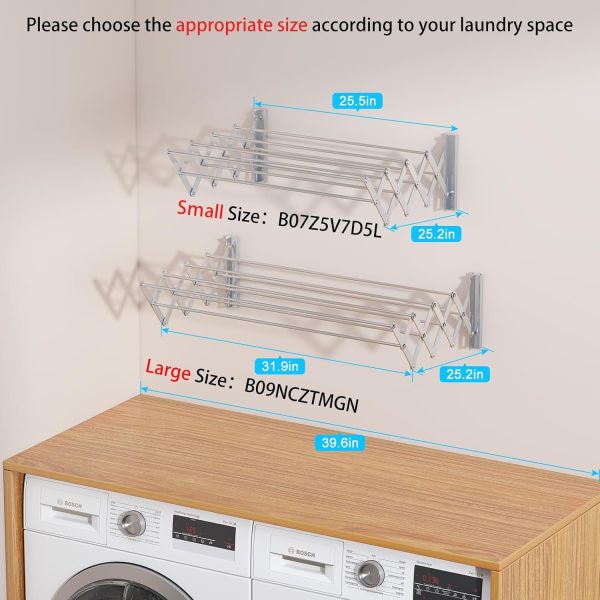 Please choose the appropriate size according to your laundry space
25.5in
Small Size: B07Z5V7D5L
25.2in
31.9in
25.2in
Large Size: B09NCZTMGN
39.6in
BOSCH
BOSCH